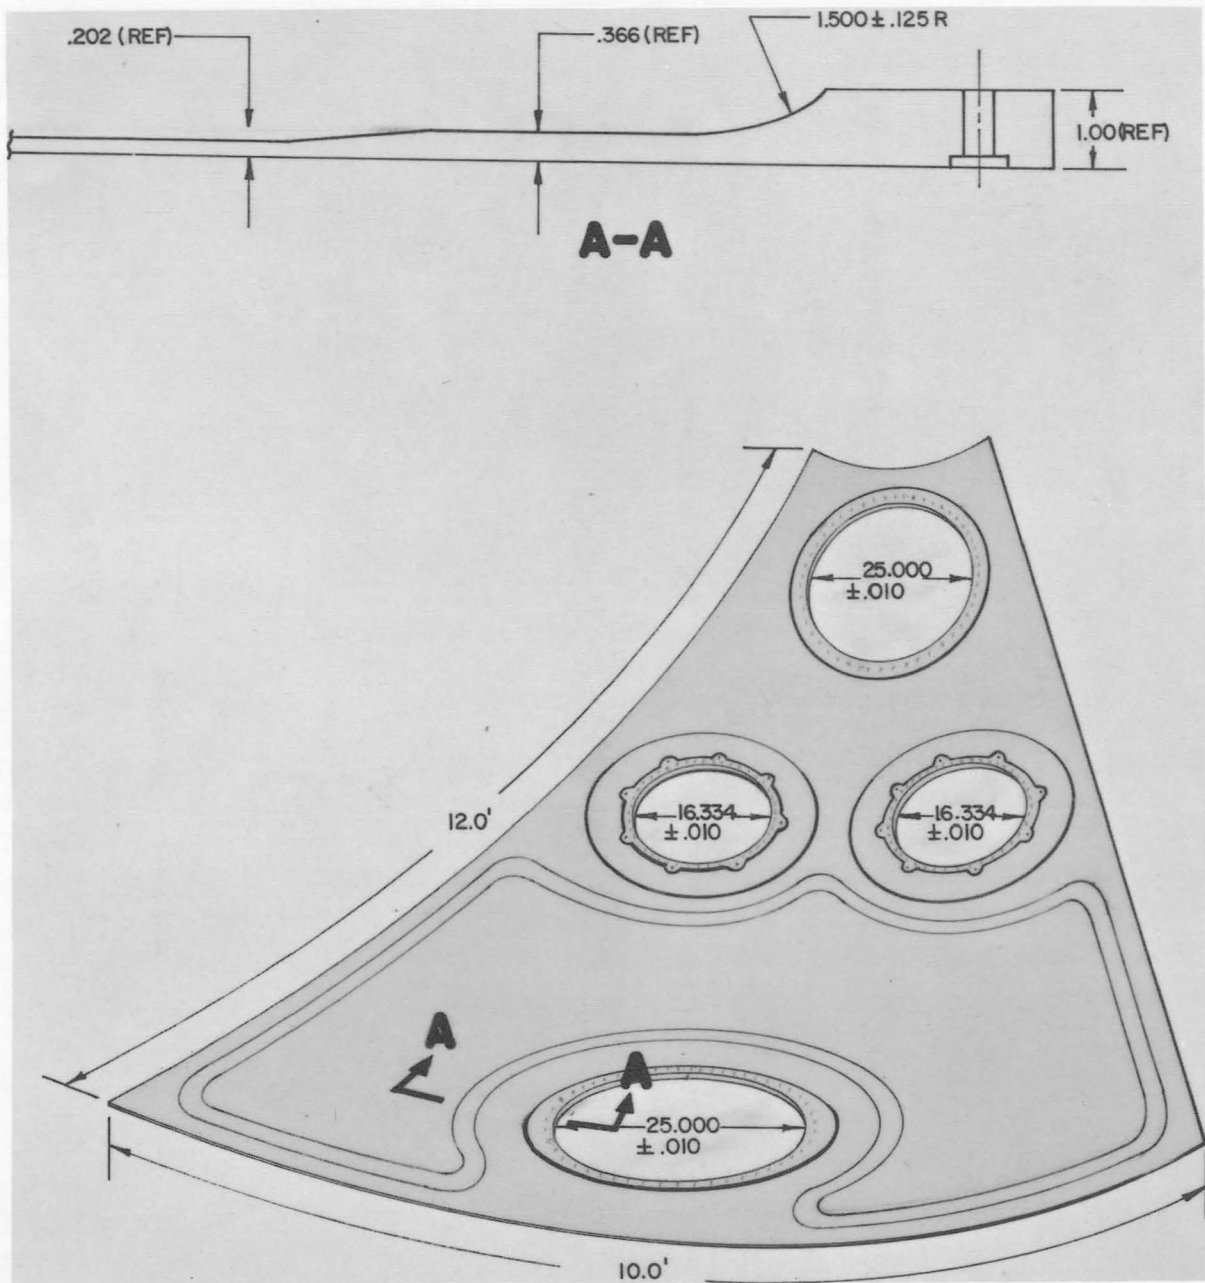 .202 (REF)
.366 (REF)
1.500 ± .125 R
1.00 (REF)
A-A
25.000
± .010
16.334
± .010
16.334
± .010
12.0'
A
A
25.000
± .010
10.0'